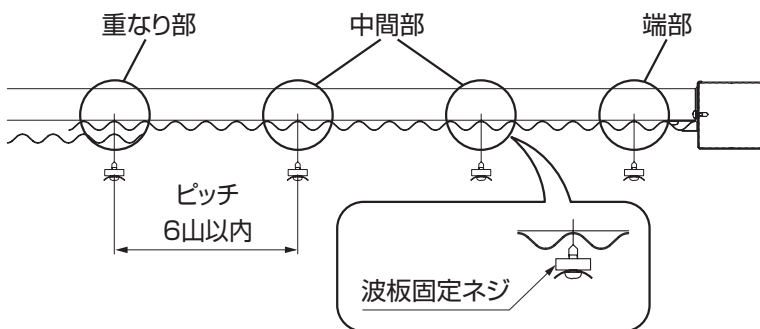 重なり部
中間部
端部
ピッチ
6山以内
波板固定ネジ